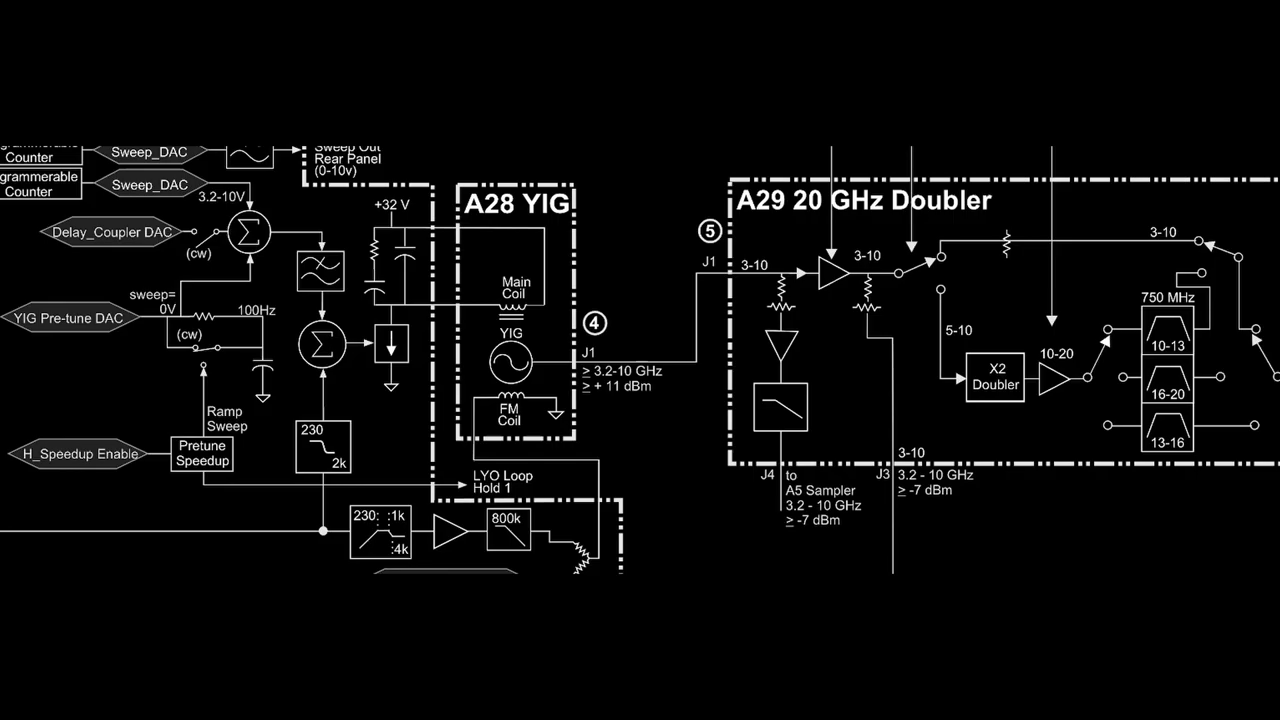 Counter
Sweep_DAC
Sweep Out
Rear Panel
(0-10v)
grammerable
Counter
Sweep_DAC
3.2-10V
Delay_Coupler DAC
(cw)
Σ
+32 V
sweep=
0V
YIG Pre-tune DAC
100Hz
(cw)
Σ
Ramp
Sweep
H_Speedup Enable
Pretune
Speedup
230
2k
LYO Loop
Hold 1
230
1k
4k
800k
A28 YIG
Main
Coil
YIG
FM
Coil
4
J1
≥ 3.2-10 GHz
≥ + 11 dBm
5
J1
A29 20 GHz Doubler
3-10
3-10
3-10
5-10
X2
Doubler
10-20
750 MHz
10-13
16-20
13-16
J4
to
A5 Sampler
3.2 - 10 GHz
≥ -7 dBm
J3
3-10
3.2 - 10 GHz
≥ -7 dBm